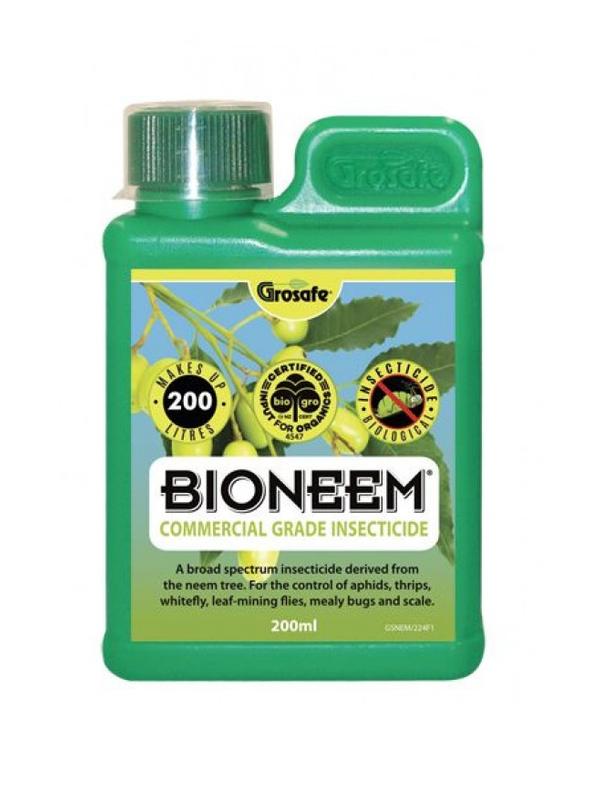 Grosafe
Grosafe®
MAKES UP
200
LITRES
CERTIFIED
INPUT FOR ORGANICS
bio gro
NZ CERT
4547
INSECTICIDE
BIOLOGICAL
BIONEEM®
COMMERCIAL GRADE INSECTICIDE
A broad spectrum insecticide derived from
the neem tree. For the control of aphids, thrips,
whitefly, leaf-mining flies, mealy bugs and scale.
200ml
GSNEM/224F1